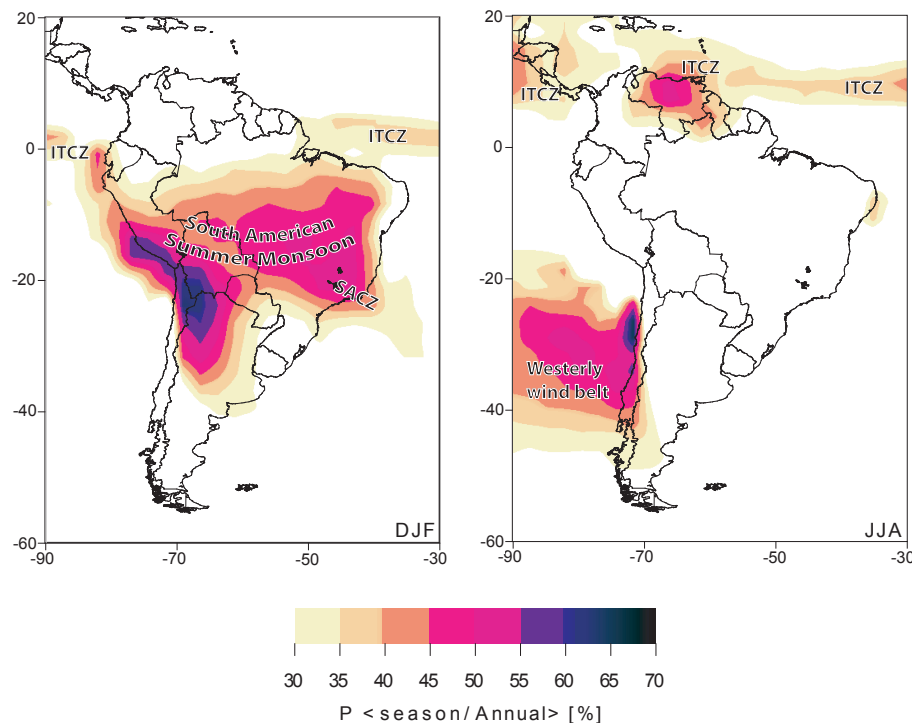 20
0
-20
-40
-60
-90
-70
-50
-30
ITCZ
ITCZ
South American
Summer Monsoon
SACZ
DJF
20
0
-20
-40
-60
-90
-70
-50
-30
ITCZ
ITCZ
ITCZ
Westerly
wind belt
JJA
30 35 40 45 50 55 60 65 70
P < season/Annual> [%]